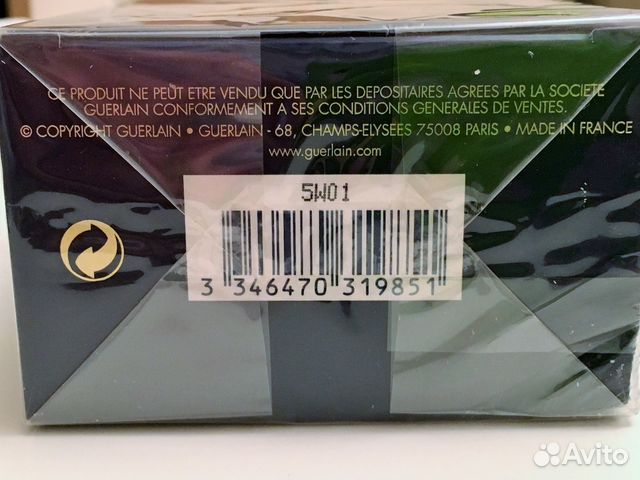 CE PRODUIT NE PEUT ETRE VENDU QUE PAR LES DEPOSITAIRES AGREES PAR LA SOCIETE
GUERLAIN CONFORMEMENT A SES CONDITIONS GENERALES DE VENTES.
© COPYRIGHT GUERLAIN • GUERLAIN - 68, CHAMPS-ELYSEES 75008 PARIS • MADE IN FRANCE
www.guerlain.com
5W01
3 346470 319851
Avito